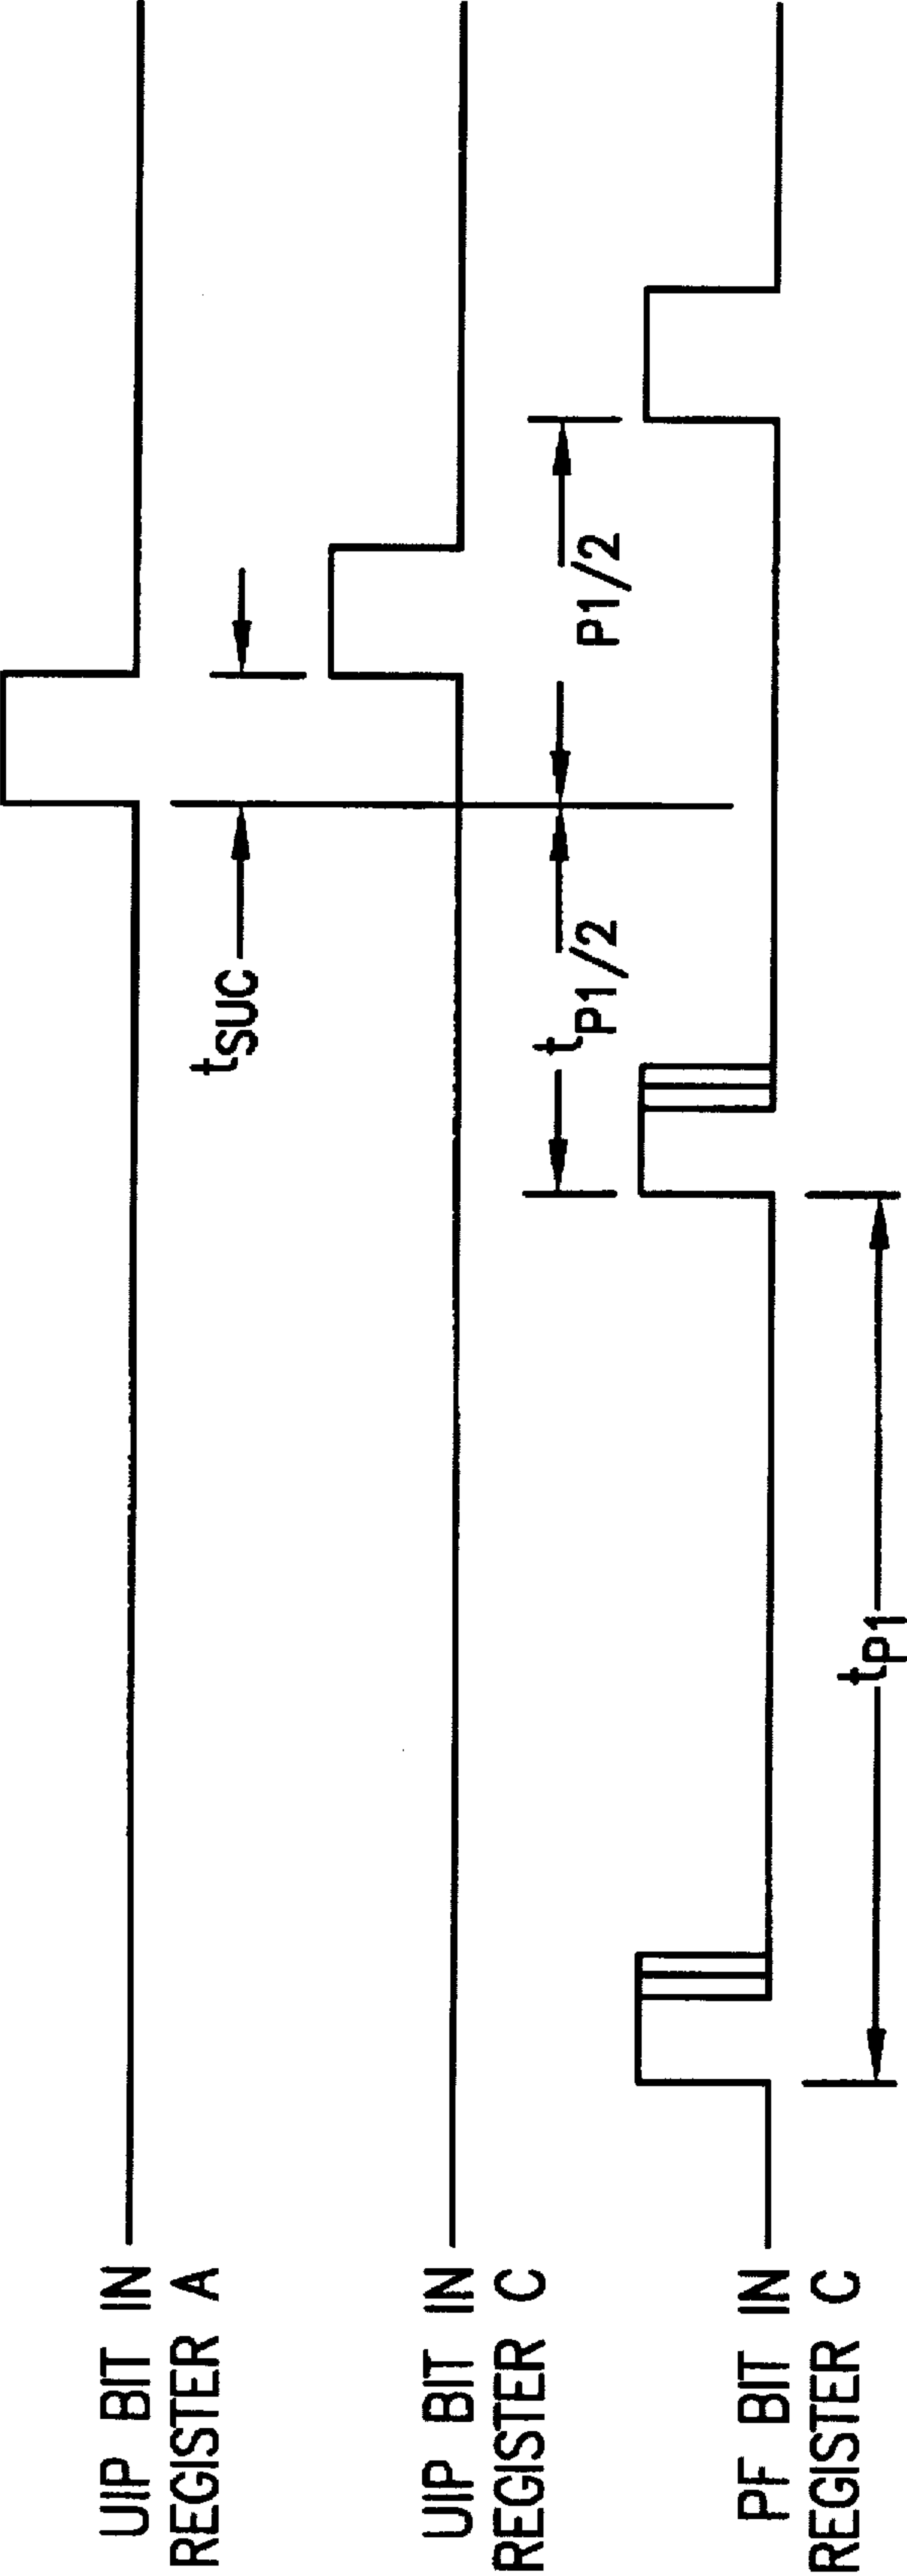 UIP BIT IN
REGISTER A
tSUC
UIP BIT IN
REGISTER C
tP1/2
P1/2
PF BIT IN
REGISTER C
tP1